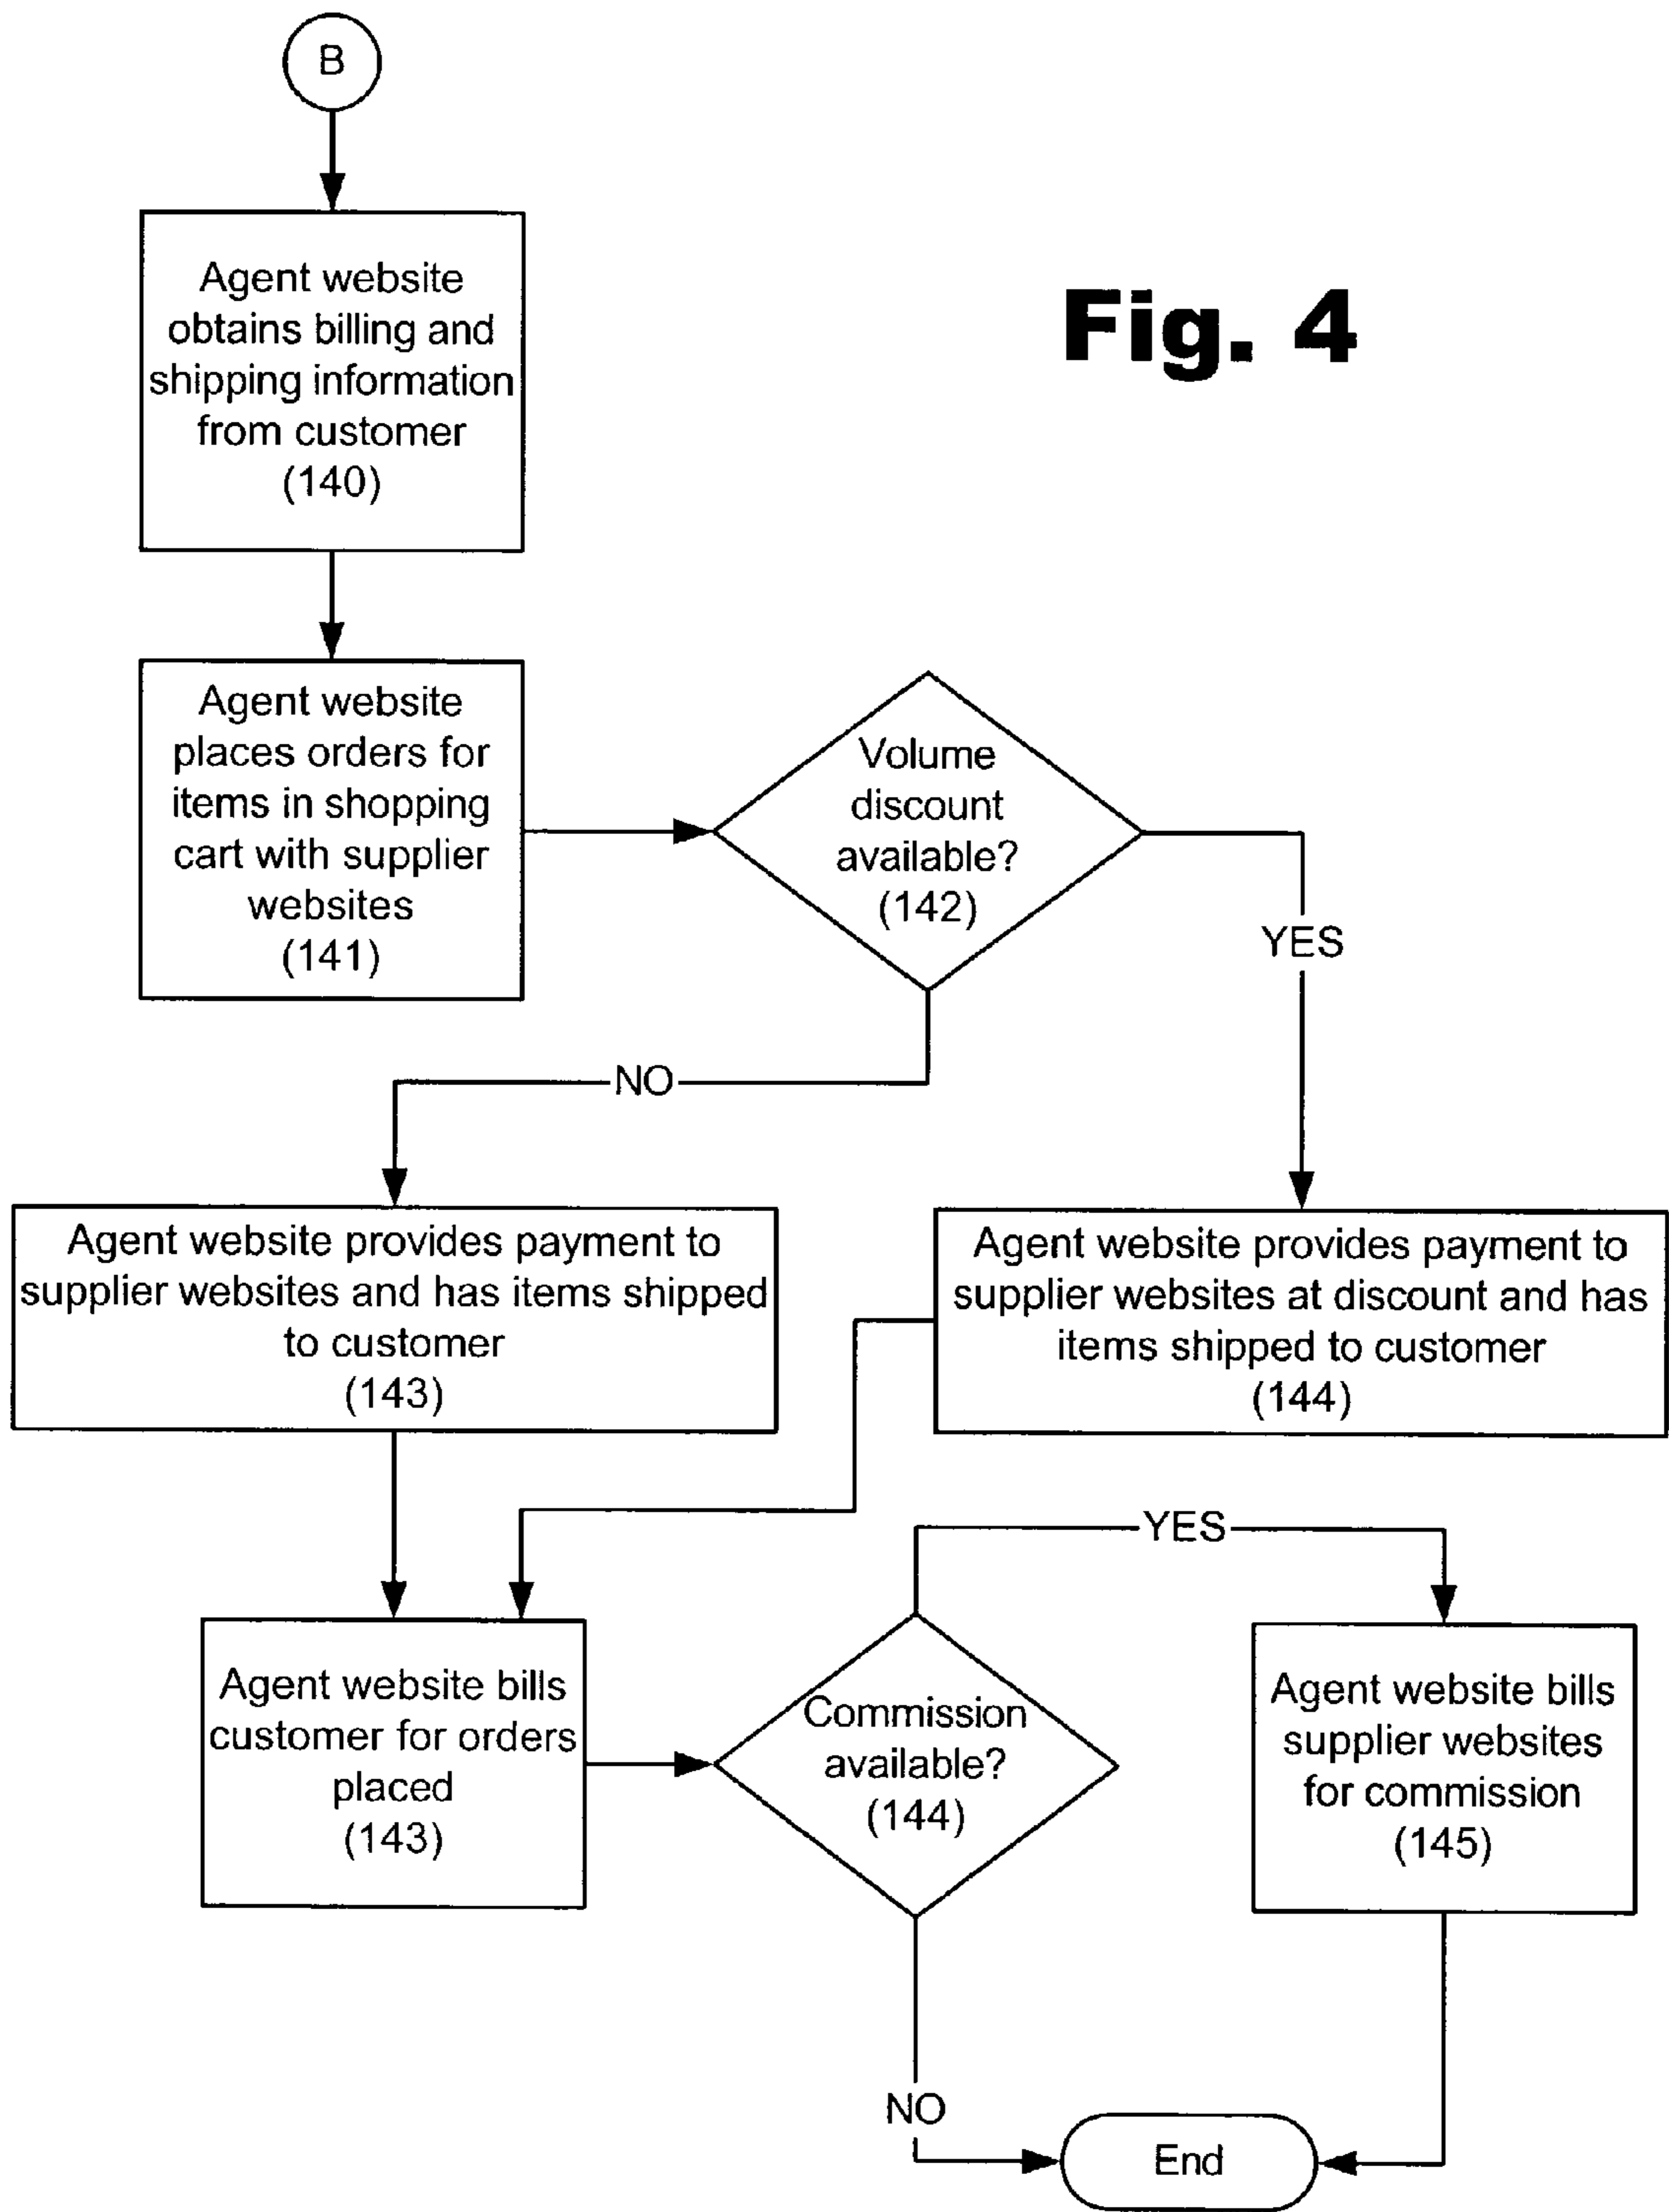 B
Fig. 4
Agent website
obtains billing and
shipping information
from customer
(140)
Agent website
places orders for
items in shopping
cart with supplier
websites
(141)
Volume
discount
available?
(142)
YES
NO
Agent website provides payment to
supplier websites and has items shipped
to customer
(143)
Agent website provides payment to
supplier websites at discount and has
items shipped to customer
(144)
Agent website bills
customer for orders
placed
(143)
Commission
available?
(144)
YES
Agent website bills
supplier websites
for commission
(145)
NO
End